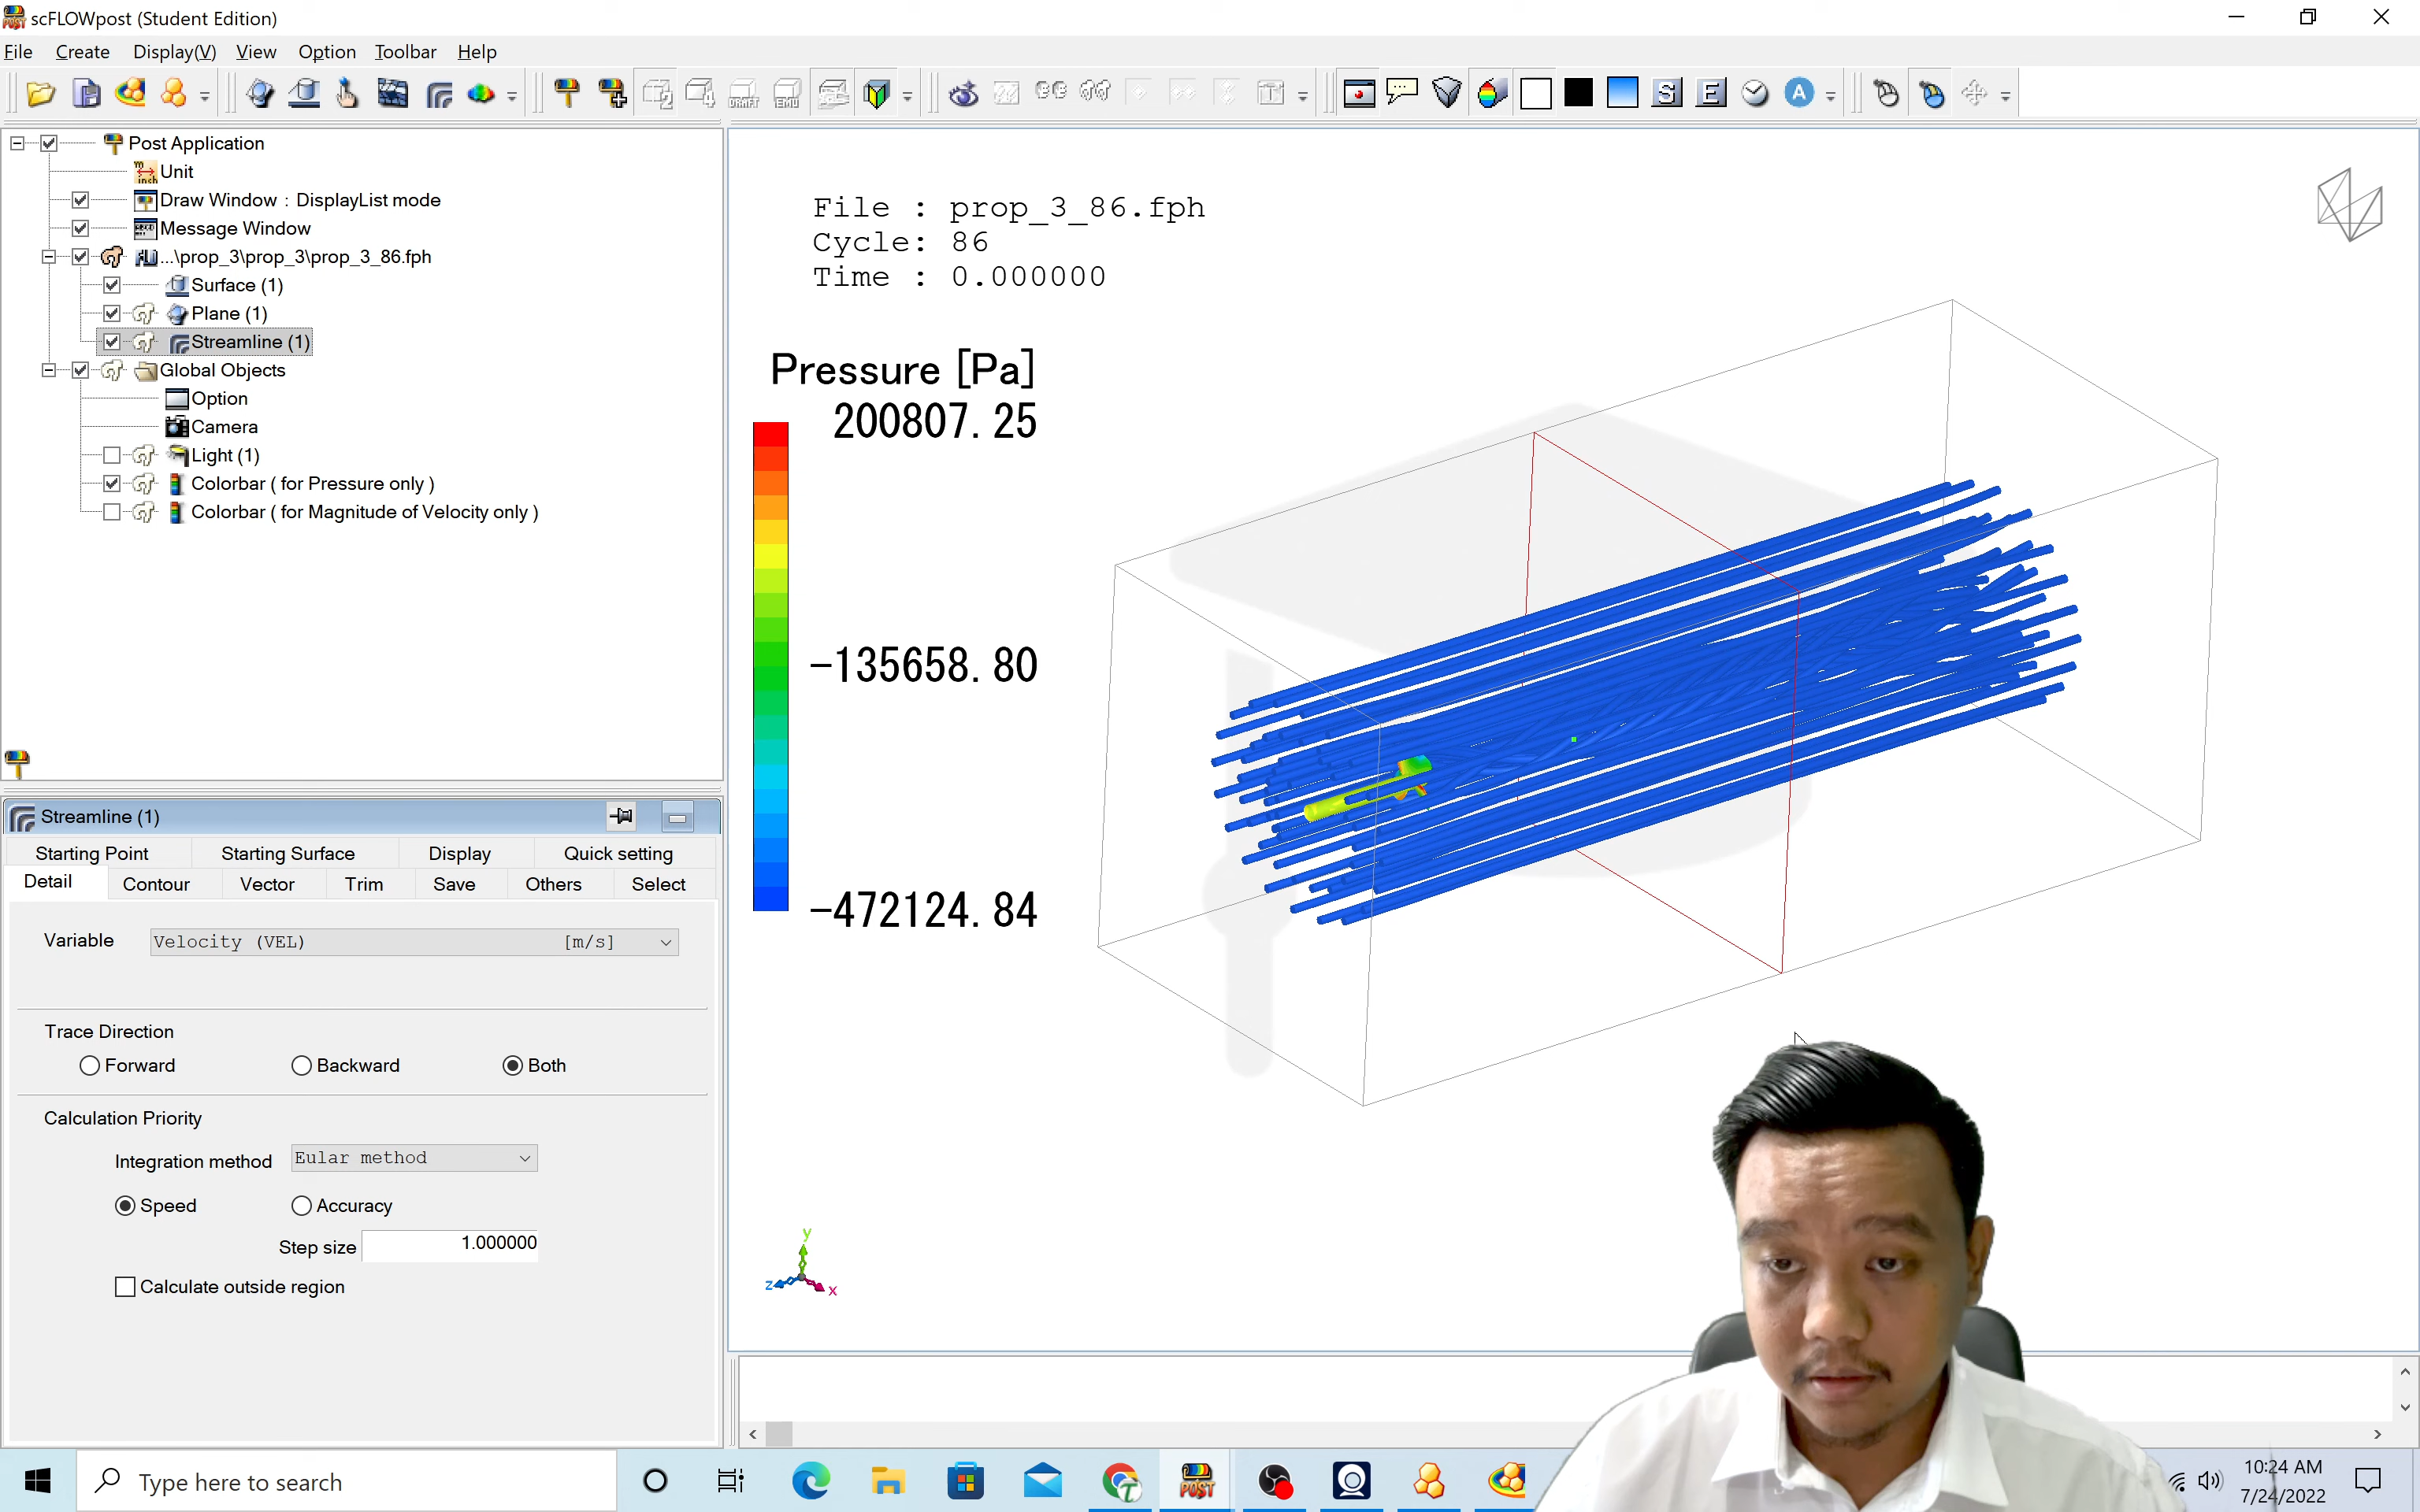 scFLOWpost (Student Edition)
File Create Display(V) View Option Toolbar Help
Post Application
Unit
Draw Window : DisplayList mode
Message Window
...\prop_3\prop_3\prop_3_86.fph
Surface (1)
Plane (1)
Streamline (1)
Global Objects
Option
Camera
Light (1)
Colorbar ( for Pressure only )
Colorbar ( for Magnitude of Velocity only )
File : prop_3_86.fph
Cycle: 86
Time : 0.000000
Pressure [Pa]
200807.25
-135658.80
-472124.84
y
z
x
Streamline (1)
Starting Point Starting Surface Display Quick setting
Detail Contour Vector Trim Save Others Select
Variable Velocity (VEL) [m/s]
Trace Direction
Forward Backward Both
Calculation Priority
Integration method Eular method
Speed Accuracy
Step size 1.000000
Calculate outside region
Type here to search
POST
10:24 AM
7/24/2022